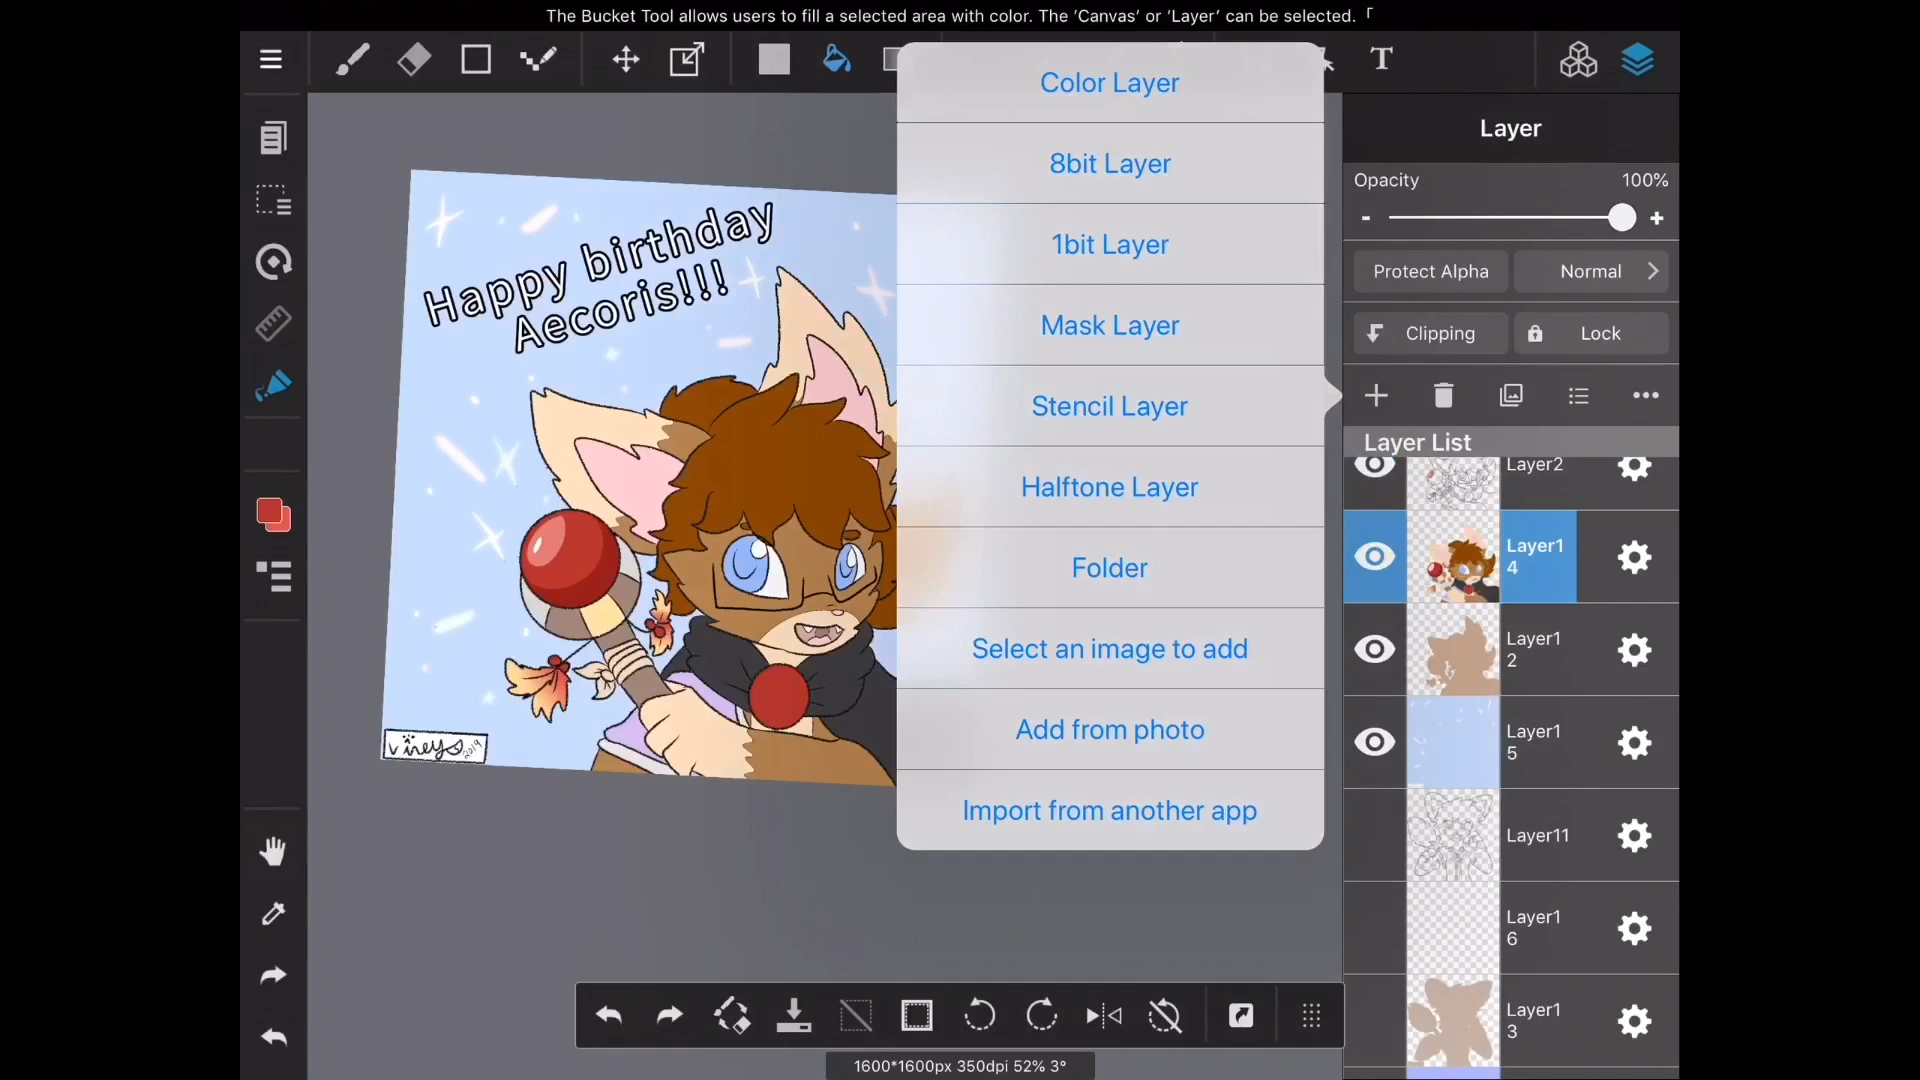 The Bucket Tool allows users to fill a selected area with color. The 'Canvas' or 'Layer' can be selected. 「
T
Color Layer
8bit Layer
1bit Layer
Mask Layer
Stencil Layer
Halftone Layer
Folder
Select an image to add
Add from photo
Import from another app
Layer
Opacity 100%
- +
Protect Alpha Normal
Clipping Lock
Layer List
Layer2
Layer1
4
Layer1
2
Layer1
5
Layer11
Layer1
6
Layer1
3
Happy birthday
Aecoris!!!
vineys 2019
1600*1600px 350dpi 52% 3°